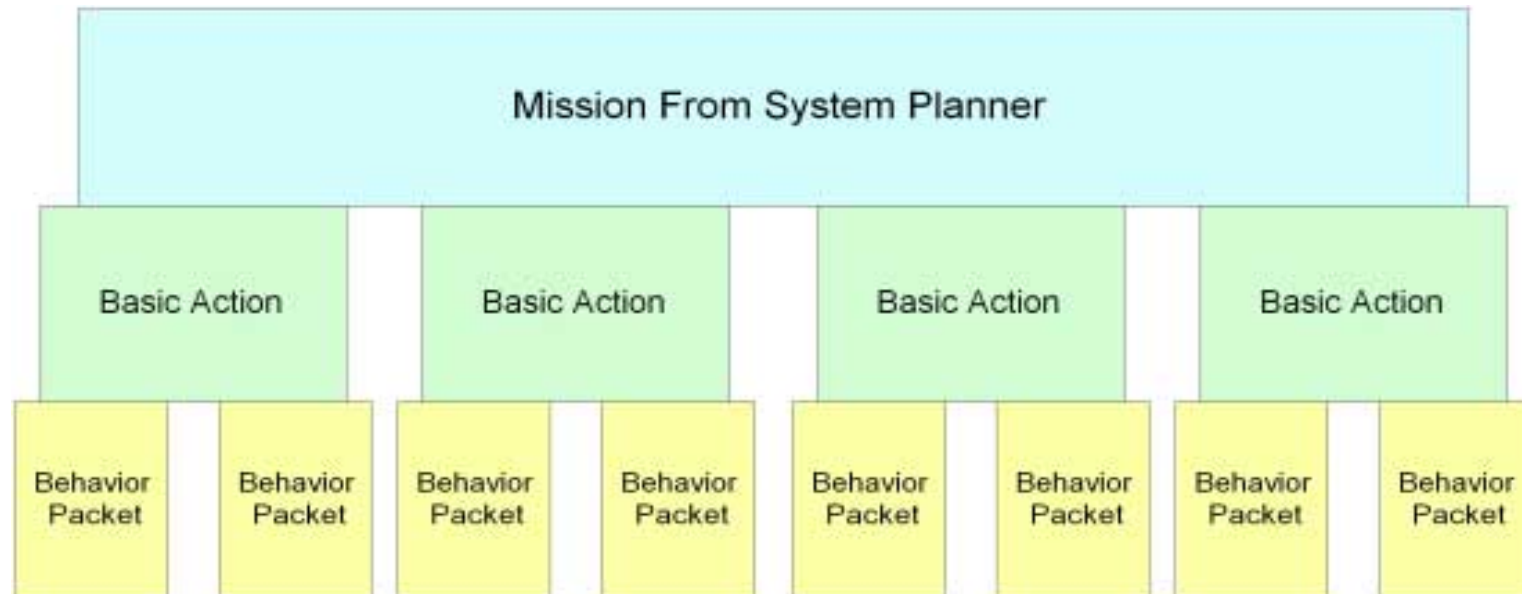 Mission From System Planner
Basic Action
Basic Action
Basic Action
Basic Action
Behavior
Packet
Behavior
Packet
Behavior
Packet
Behavior
Packet
Behavior
Packet
Behavior
Packet
Behavior
Packet
Behavior
Packet